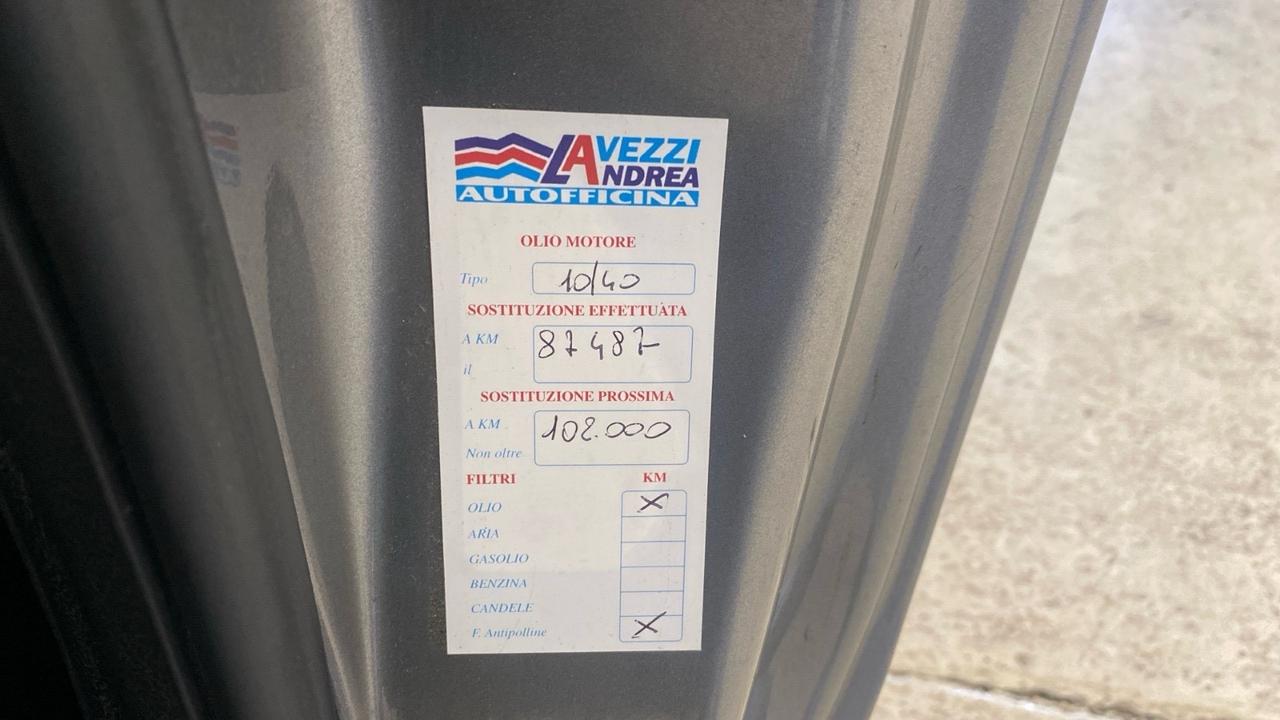 LAVEZZI
ANDREA
AUTOFFICINA
OLIO MOTORE
Tipo 10/40
SOSTITUZIONE EFFETTUATA
A KM 87487
il
SOSTITUZIONE PROSSIMA
A KM 102.000
Non oltre
FILTRI KM
OLIO X
ARIA
GASOLIO
BENZINA
CANDELE
F. Antipolline X